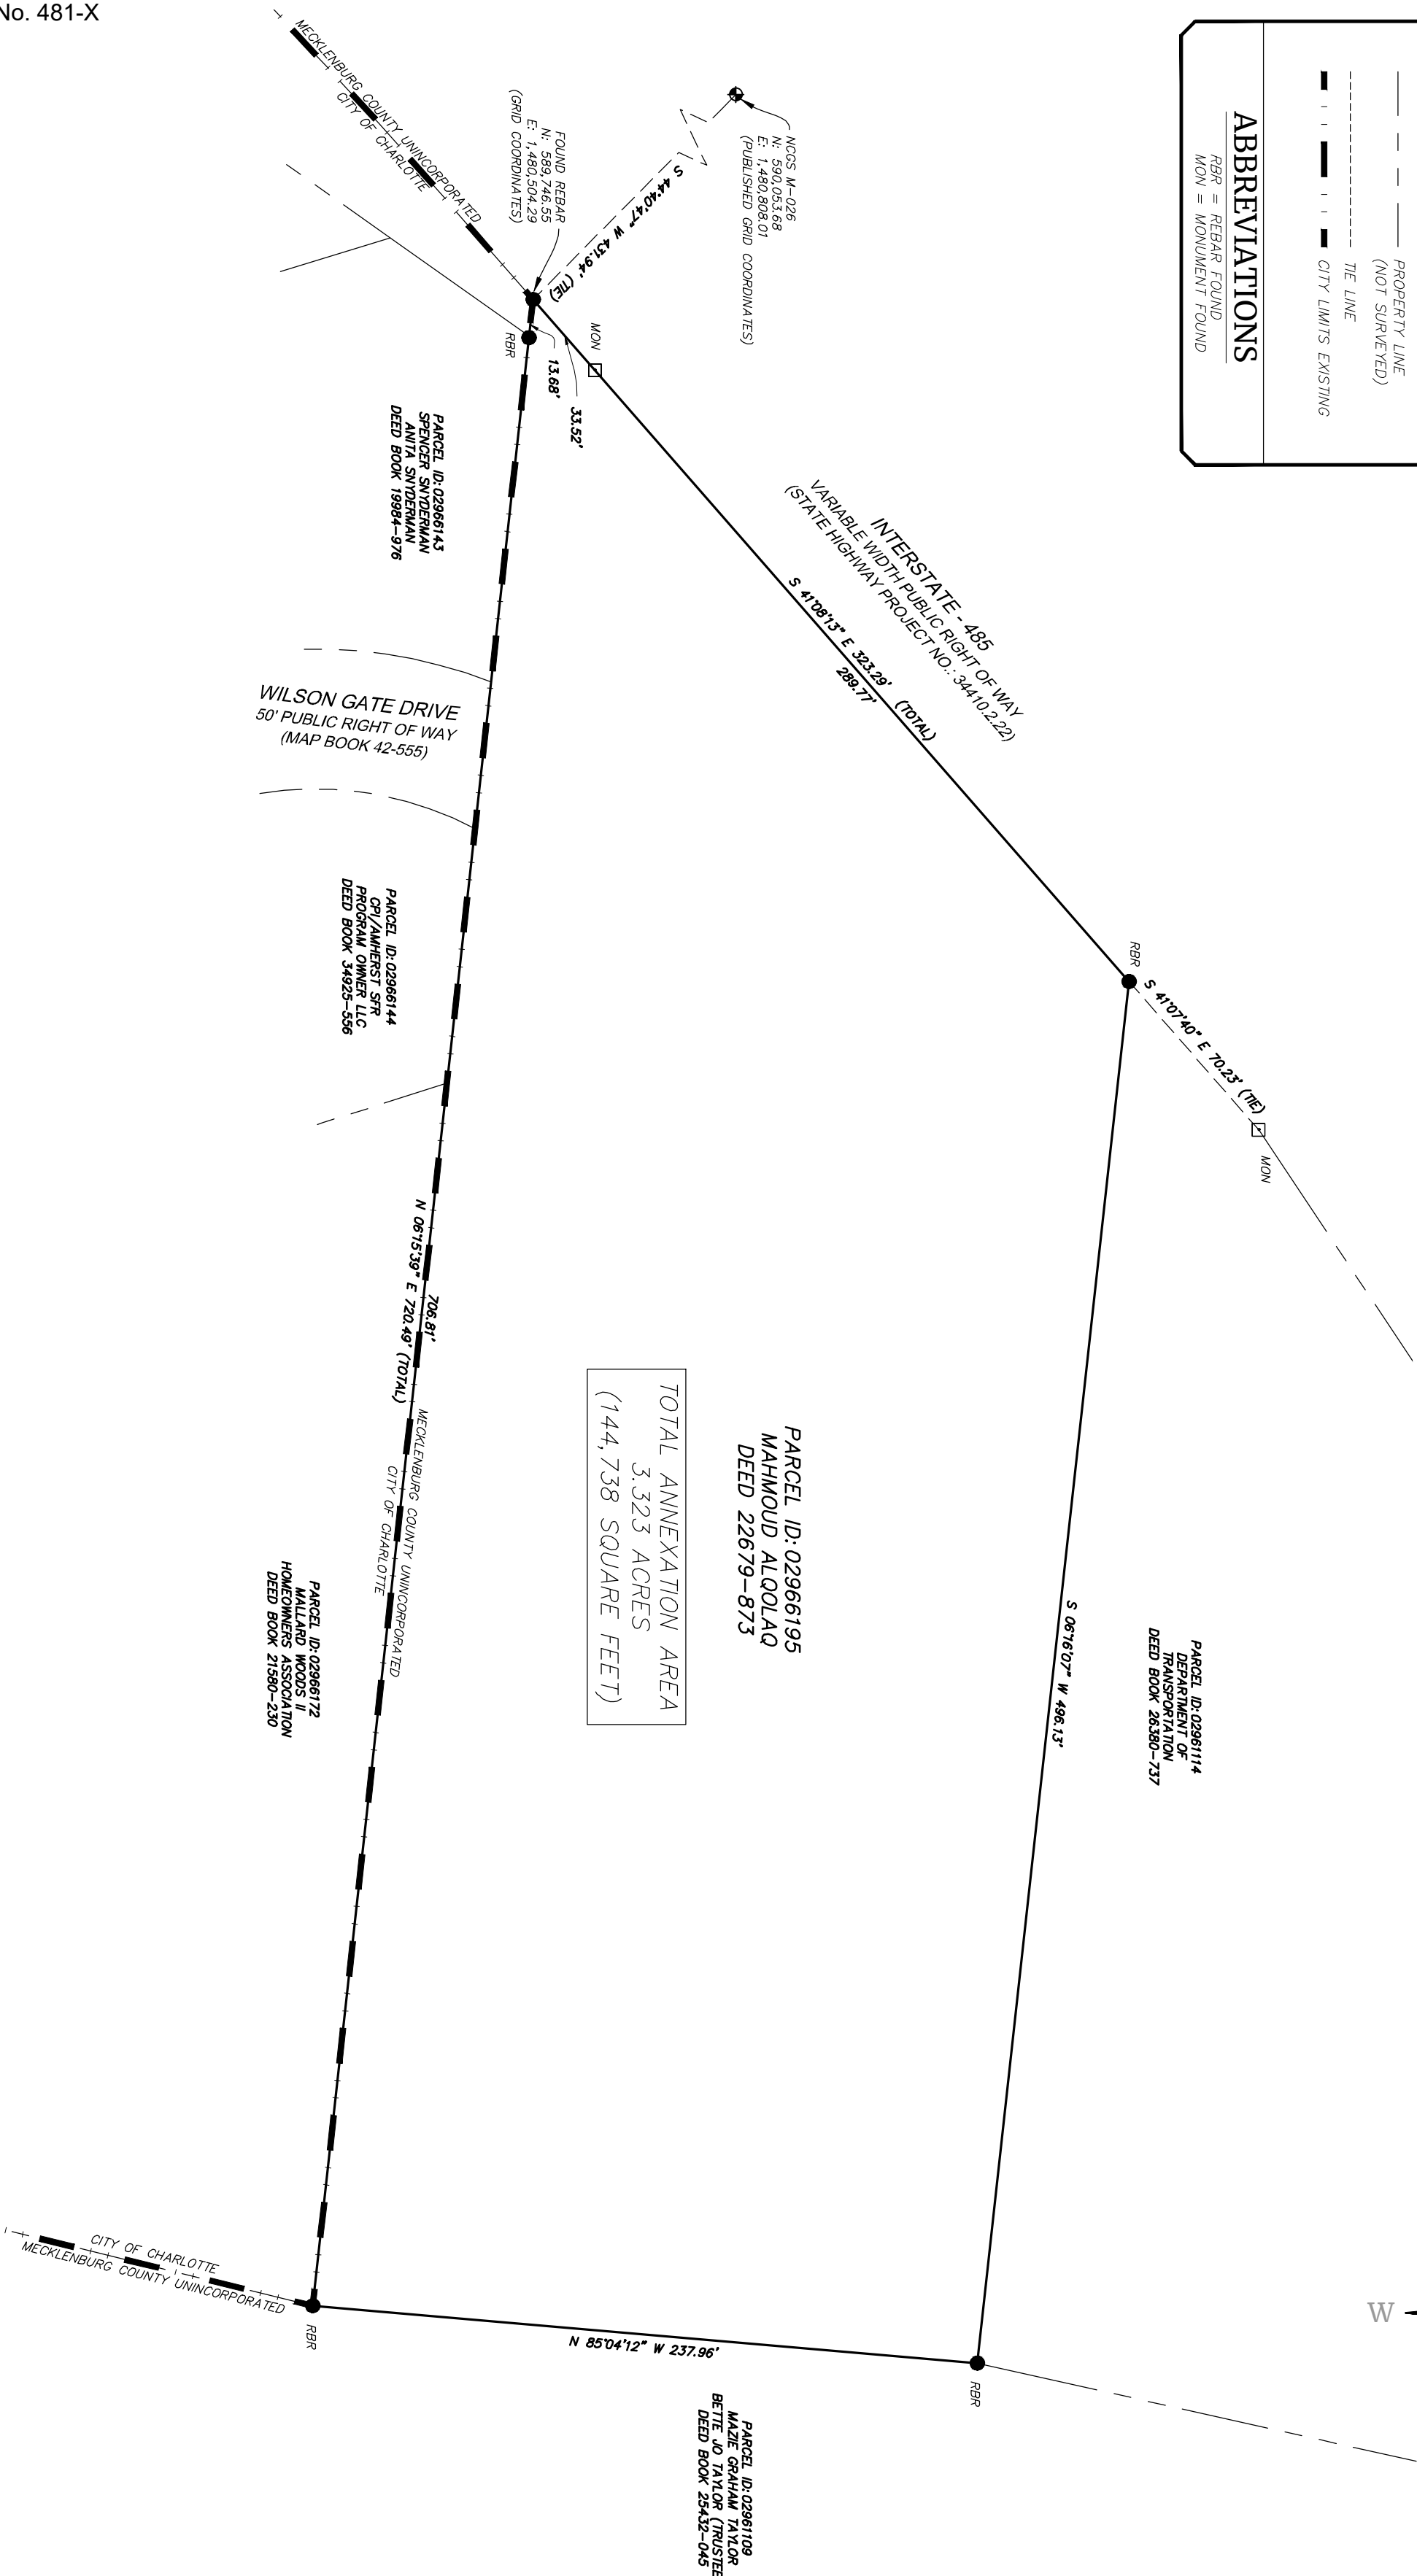 No. 481-X
PROPERTY LINE
(NOT SURVEYED)
TIE LINE
CITY LIMITS EXISTING
ABBREVIATIONS
RBR = REBAR FOUND
MON = MONUMENT FOUND
MECKLENBURG COUNTY UNINCORPORATED
CITY OF CHARLOTTE
NCGS M-026
N: 590,053.68
E: 1,480,808.01
(PUBLISHED GRID COORDINATES)
FOUND REBAR
N: 589,746.55
E: 1,480,504.29
(GRID COORDINATES)
S 44°40'47" W 431.94' (TIE)
MON
RBR
13.68'
33.52'
PARCEL ID: 02966143
SPENCER SNYDERMAN
ANITA SNYDERMAN
DEED BOOK 19984-976
INTERSTATE - 485
VARIABLE WIDTH PUBLIC RIGHT OF WAY
(STATE HIGHWAY PROJECT NO.: 34410.2.22)
S 41°08'13" E 323.29' (TOTAL)
289.77'
WILSON GATE DRIVE
50' PUBLIC RIGHT OF WAY
(MAP BOOK 42-555)
PARCEL ID: 02966144
CPI/AMHERST SFR
PROGRAM OWNER LLC
DEED BOOK 34925-556
RBR
S 41°07'40" E 70.23' (TIE)
MON
706.81'
N 06°15'39" E 720.49' (TOTAL)
MECKLENBURG COUNTY UNINCORPORATED
CITY OF CHARLOTTE
PARCEL ID: 02966195
MAHMOUD ALQOLAQ
DEED 22679-873
TOTAL ANNEXATION AREA
3.323 ACRES
(144,738 SQUARE FEET)
S 06°16'07" W 496.13'
PARCEL ID: 02961114
DEPARTMENT OF
TRANSPORTATION
DEED BOOK 26380-737
PARCEL ID: 02966172
MALLARD WOODS II
HOMEOWNERS ASSOCIATION
DEED BOOK 21580-230
CITY OF CHARLOTTE
MECKLENBURG COUNTY UNINCORPORATED
RBR
N 85°04'12" W 237.96'
RBR
W
PARCEL ID: 02961109
MAZIE GRAHAM TAYLOR
BETTE JO TAYLOR (TRUSTEE
DEED BOOK 25432-045